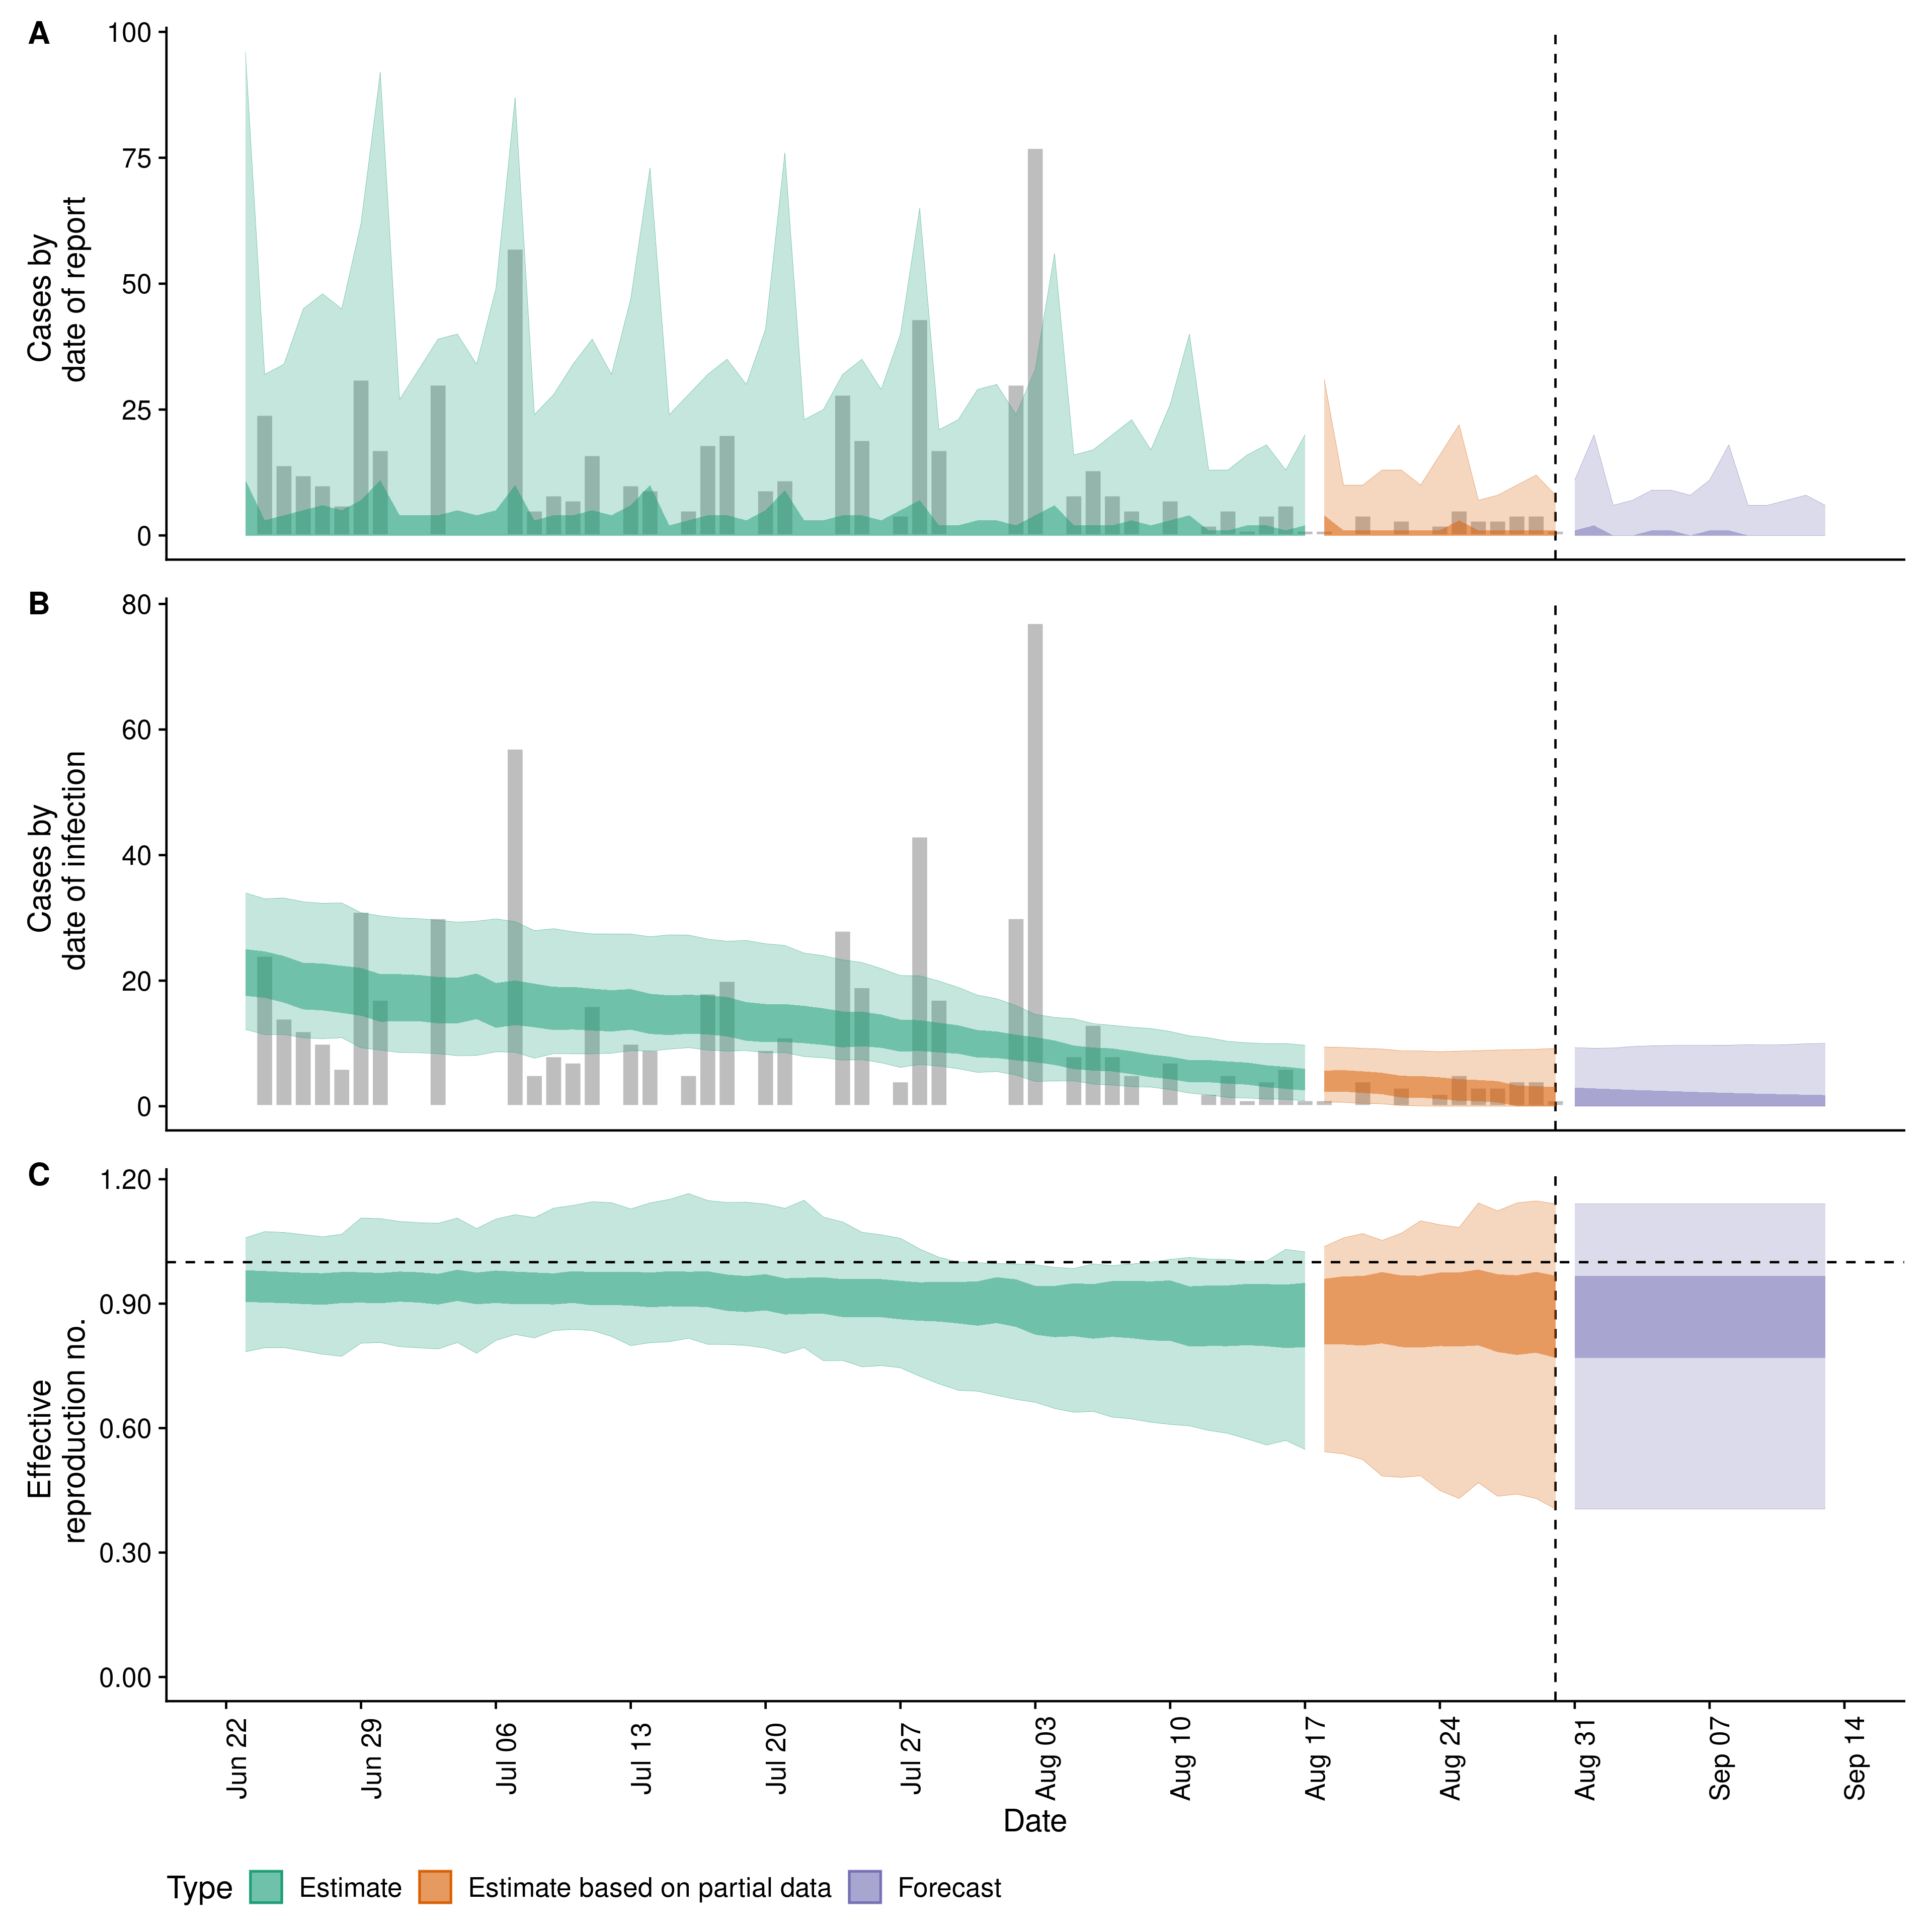 A
100
75
50
25
0
Cases by
date of report
B
80
60
40
20
0
Cases by
date of infection
C
1.20
0.90
0.60
0.30
0.00
Effective
reproduction no.
Jun 22
Jun 29
Jul 06
Jul 13
Jul 20
Jul 27
Aug 03
Aug 10
Aug 17
Aug 24
Aug 31
Sep 07
Sep 14
Date
Type Estimate Estimate based on partial data Forecast